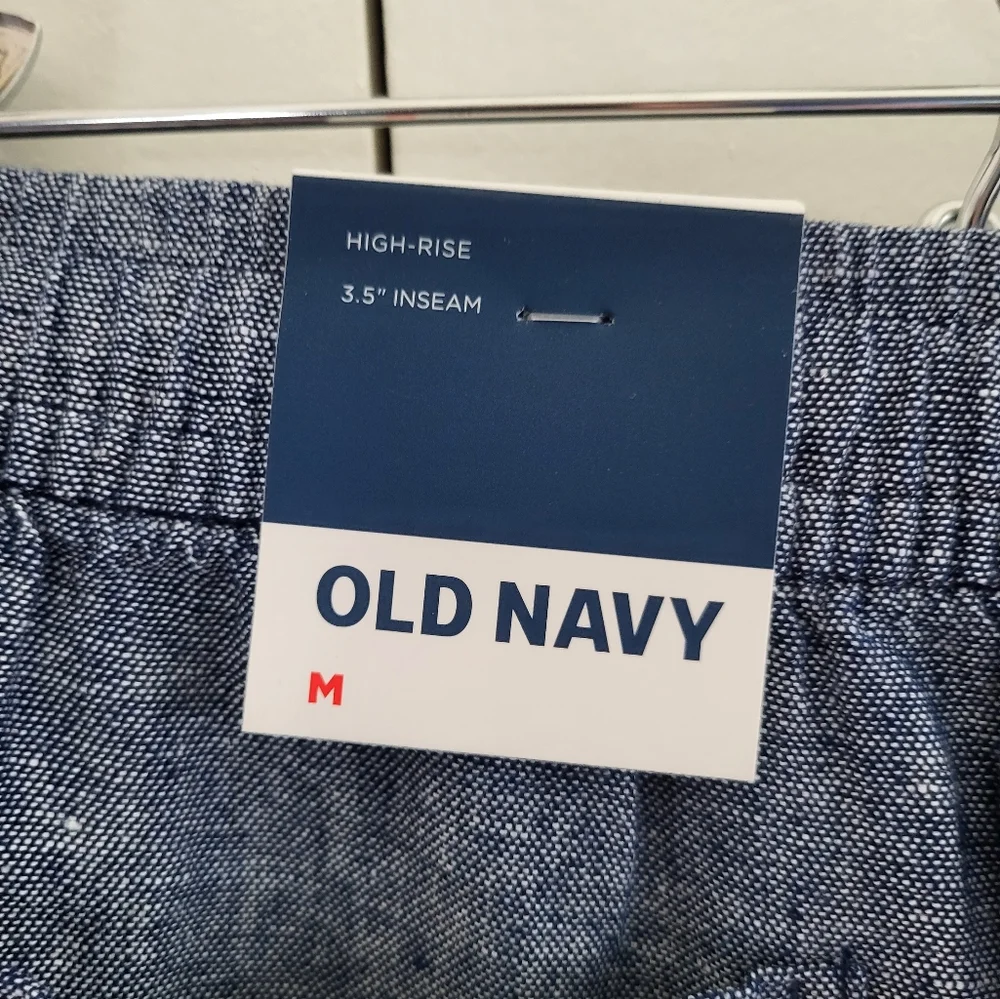 HIGH-RISE
3.5" INSEAM
OLD NAVY
M